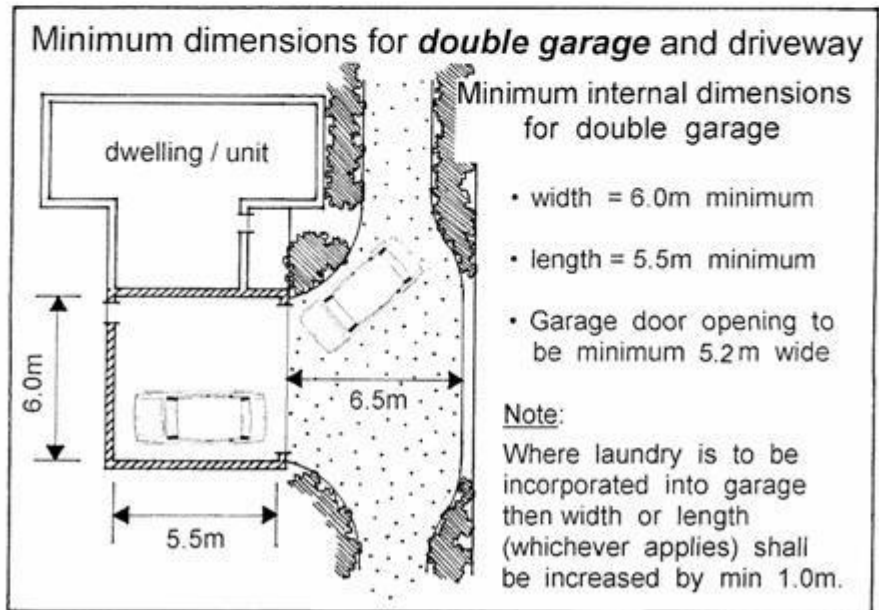 Minimum dimensions for double garage and driveway
dwelling / unit
6.0m
5.5m
6.5m
Minimum internal dimensions
for double garage
• width = 6.0m minimum
• length = 5.5m minimum
• Garage door opening to
be minimum 5.2m wide
Note:
Where laundry is to be
incorporated into garage
then width or length
(whichever applies) shall
be increased by min 1.0m.